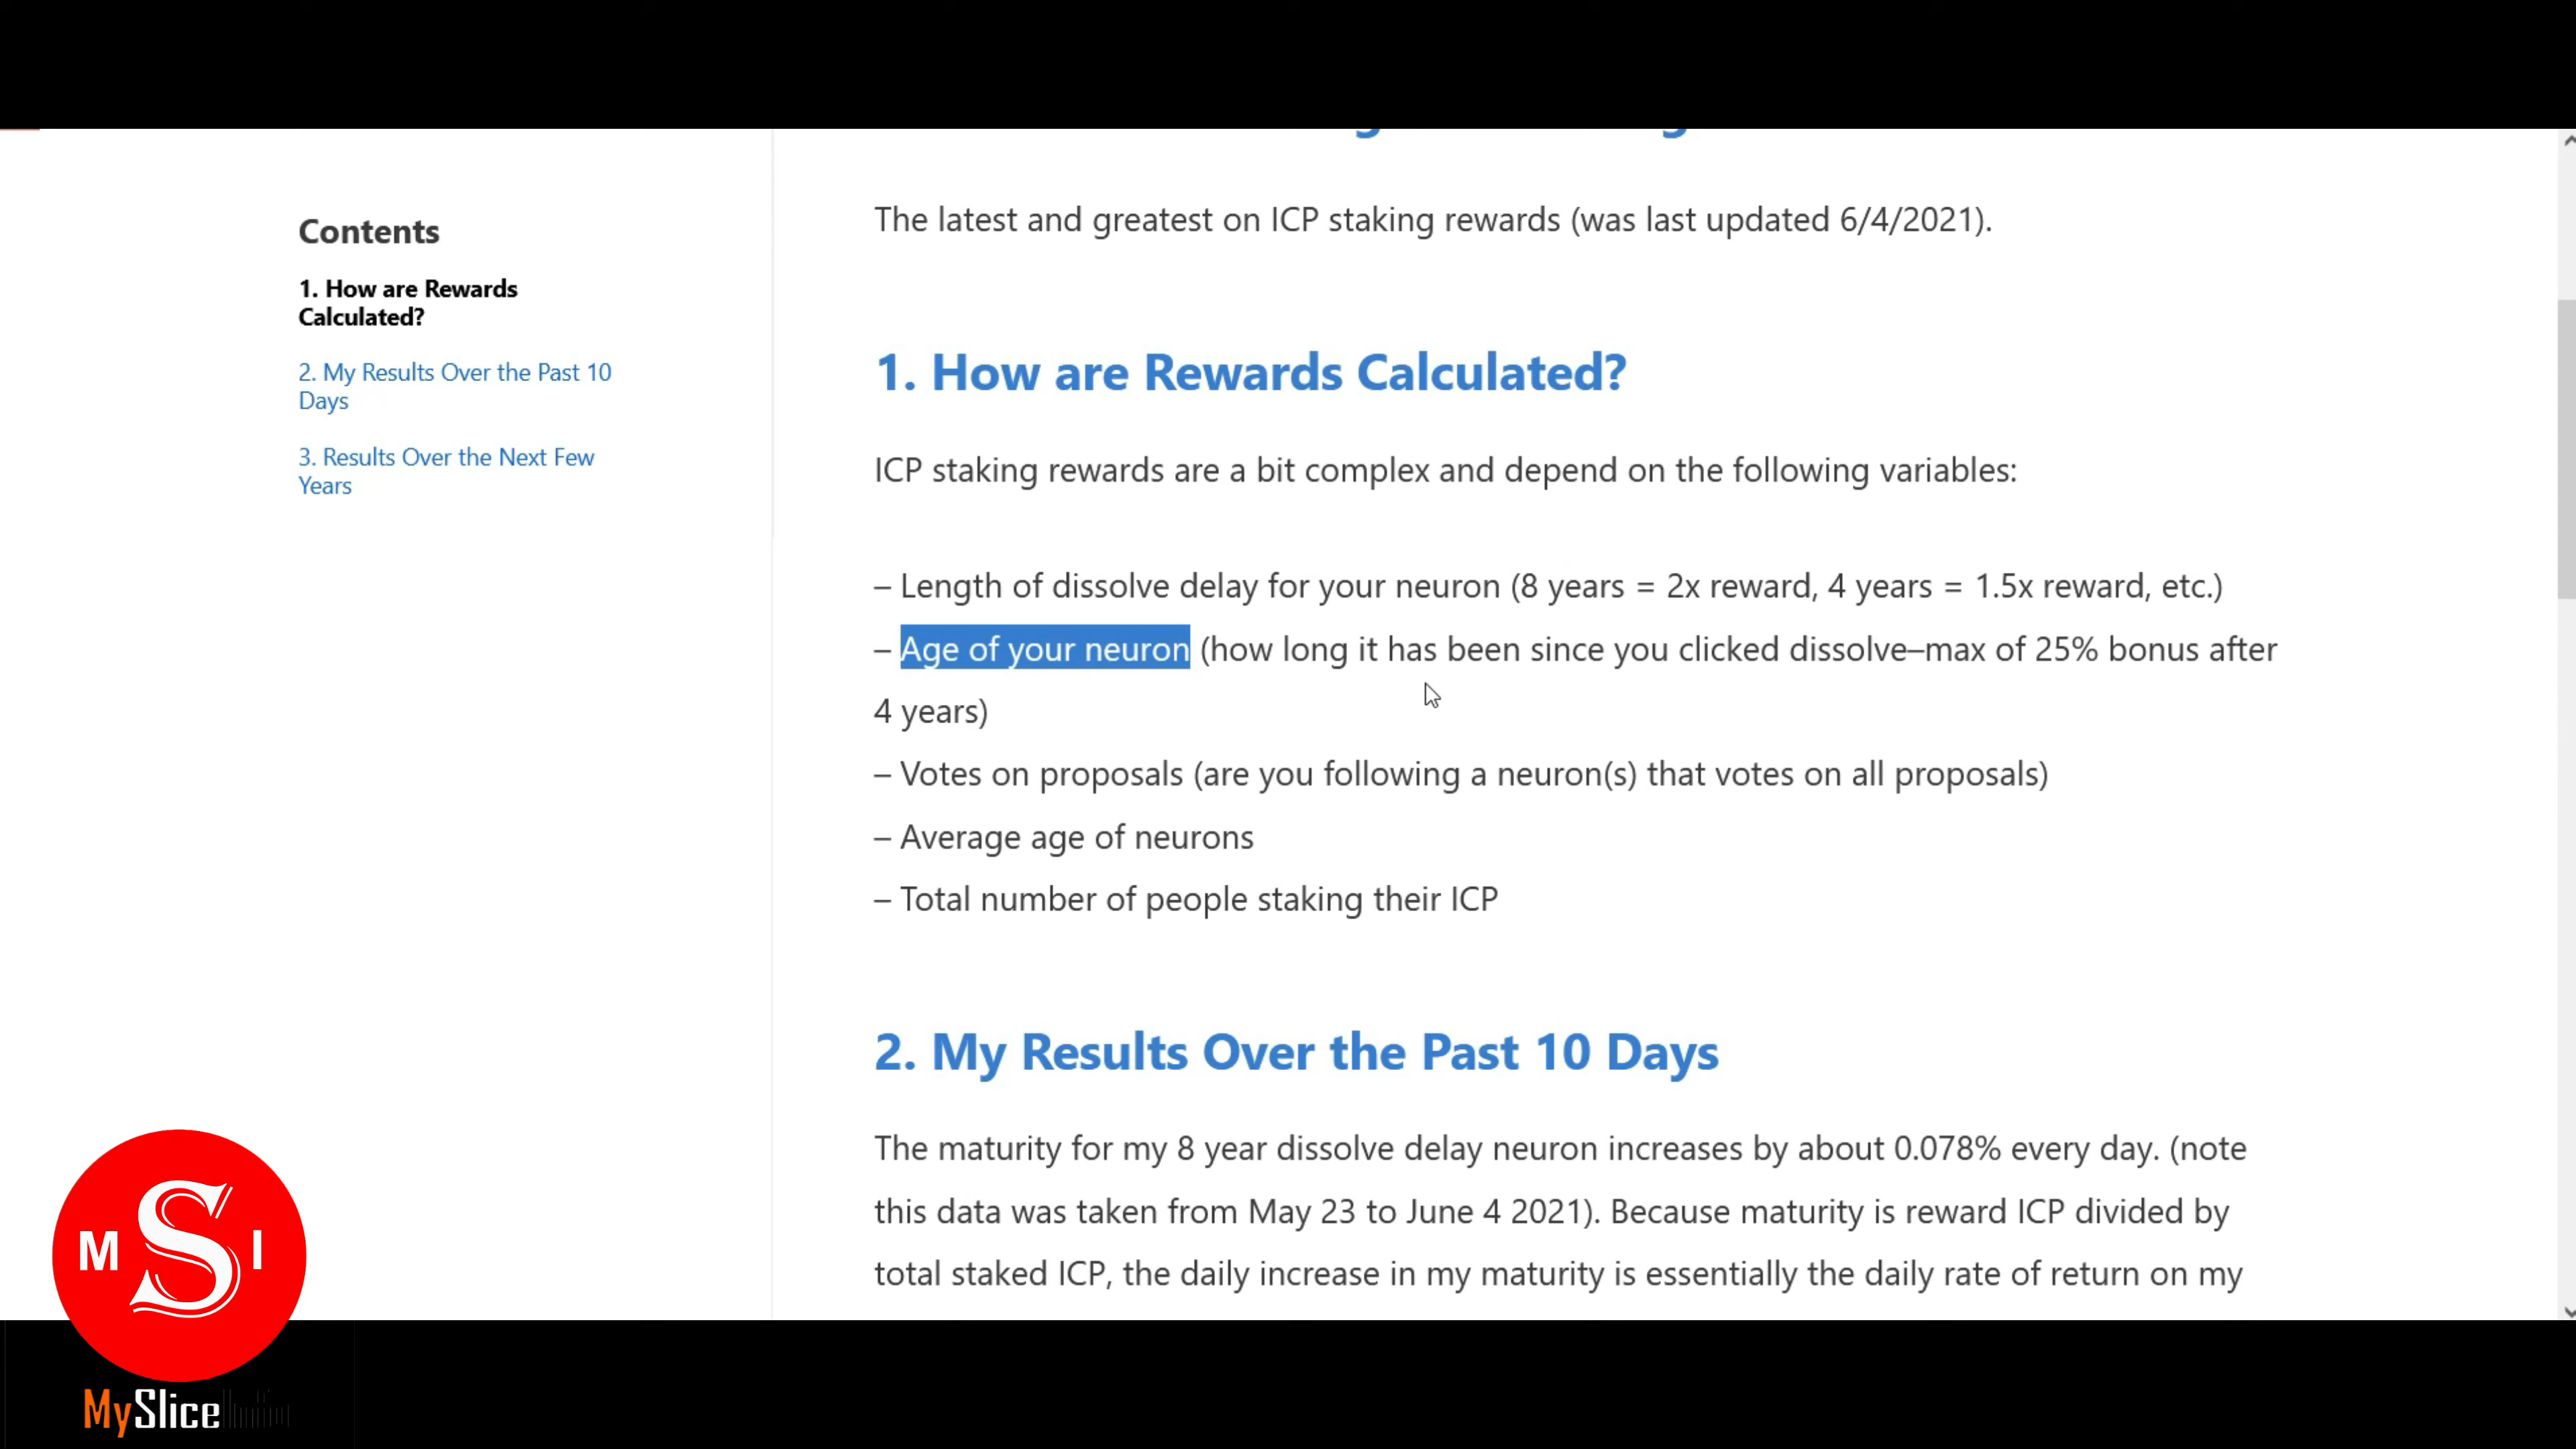 Contents
1. How are Rewards
Calculated?
2. My Results Over the Past 10
Days
3. Results Over the Next Few
Years
The latest and greatest on ICP staking rewards (was last updated 6/4/2021).
1. How are Rewards Calculated?
ICP staking rewards are a bit complex and depend on the following variables:
– Length of dissolve delay for your neuron (8 years = 2x reward, 4 years = 1.5x reward, etc.)
– Age of your neuron (how long it has been since you clicked dissolve–max of 25% bonus after
4 years)
– Votes on proposals (are you following a neuron(s) that votes on all proposals)
– Average age of neurons
– Total number of people staking their ICP
2. My Results Over the Past 10 Days
The maturity for my 8 year dissolve delay neuron increases by about 0.078% every day. (note
this data was taken from May 23 to June 4 2021). Because maturity is reward ICP divided by
total staked ICP, the daily increase in my maturity is essentially the daily rate of return on my
M S I
MySlice